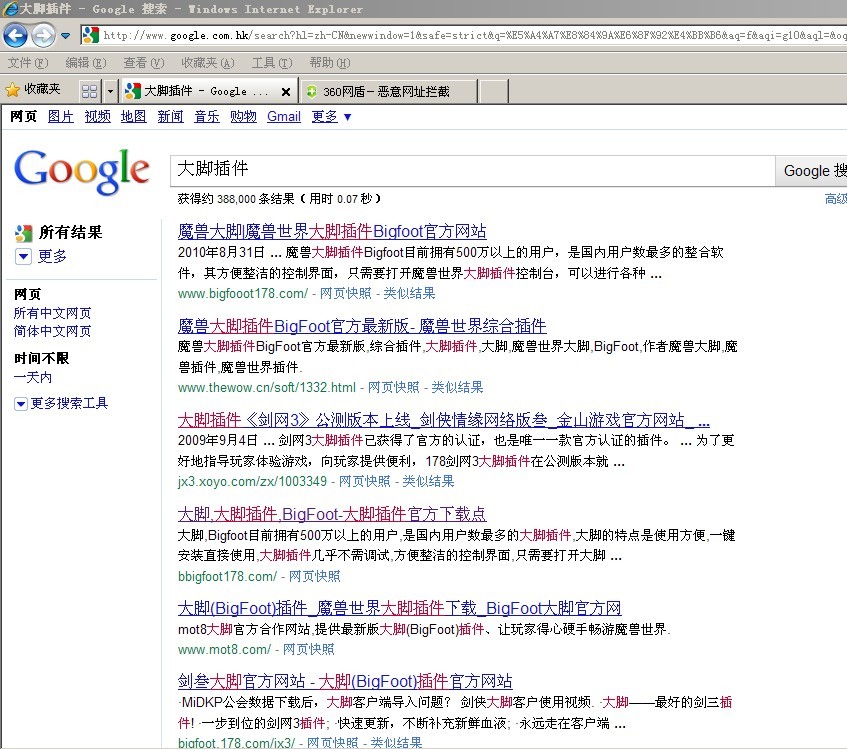 大脚插件 - Google 搜索 - Windows Internet Explorer
http://www.google.com.hk/search?hl=zh-CN&newwindow=1&safe=strict&q=%E5%A4%A7%E8%84%9A%E6%8F%92%E4%BB%B6&aq=f&aqi=g10&aql=&oq
文件(F) 编辑(E) 查看(V) 收藏夹(A) 工具(T) 帮助(H)
收藏夹 大脚插件 - Google ... 360网盾 - 恶意网址拦截
网页 图片 视频 地图 新闻 音乐 购物 Gmail 更多 ▼
Google 大脚插件 Google 搜
获得约 388,000 条结果 (用时 0.07 秒) 高级
所有结果
更多
网页
所有中文网页
简体中文网页
时间不限
一天内
更多搜索工具
魔兽大脚|魔兽世界大脚插件Bigfoot官方网站
2010年8月31日 ... 魔兽大脚插件Bigfoot目前拥有500万以上的用户，是国内用户数最多的整合软
件，其方便整洁的控制界面，只需要打开魔兽世界大脚插件控制台，可以进行各种 ...
www.bigfooot178.com/ - 网页快照 - 类似结果
魔兽大脚插件BigFoot官方最新版- 魔兽世界综合插件
魔兽大脚插件BigFoot官方最新版,综合插件,大脚插件,大脚,魔兽世界大脚,BigFoot,作者魔兽大脚,魔
兽插件,魔兽世界插件.
www.thewow.cn/soft/1332.html - 网页快照 - 类似结果
大脚插件《剑网3》公测版本上线_剑侠情缘网络版叁_金山游戏官方网站_ ...
2009年9月4日 ... 剑网3大脚插件已获得了官方的认证，也是唯一一款官方认证的插件。 ... 为了更
好地指导玩家体验游戏，向玩家提供便利，178剑网3大脚插件在公测版本就 ...
jx3.xoyo.com/zx/1003349 - 网页快照 - 类似结果
大脚,大脚插件,BigFoot-大脚插件官方下载点
大脚,Bigfoot目前拥有500万以上的用户,是国内用户数最多的大脚插件,大脚的特点是使用方便,一键
安装直接使用,大脚插件几乎不需调试,方便整洁的控制界面,只需要打开大脚 ...
bbigfoot178.com/ - 网页快照
大脚(BigFoot)插件_魔兽世界大脚插件下载_BigFoot大脚官方网
mot8大脚官方合作网站,提供最新版大脚(BigFoot)插件、让玩家得心硬手畅游魔兽世界.
www.mot8.com/ - 网页快照
剑叁大脚官方网站 - 大脚(BigFoot)插件官方网站
·MiDKP公会数据下载后，大脚客户端导入问题？ 剑侠大脚客户使用视频. ·大脚——最好的剑三插
件! ·一步到位的剑网3插件; ·快速更新，不断补充新鲜血液; ·永远走在客户端 ...
bigfoot.178.com/jx3/ - 网页快照 - 类似结果